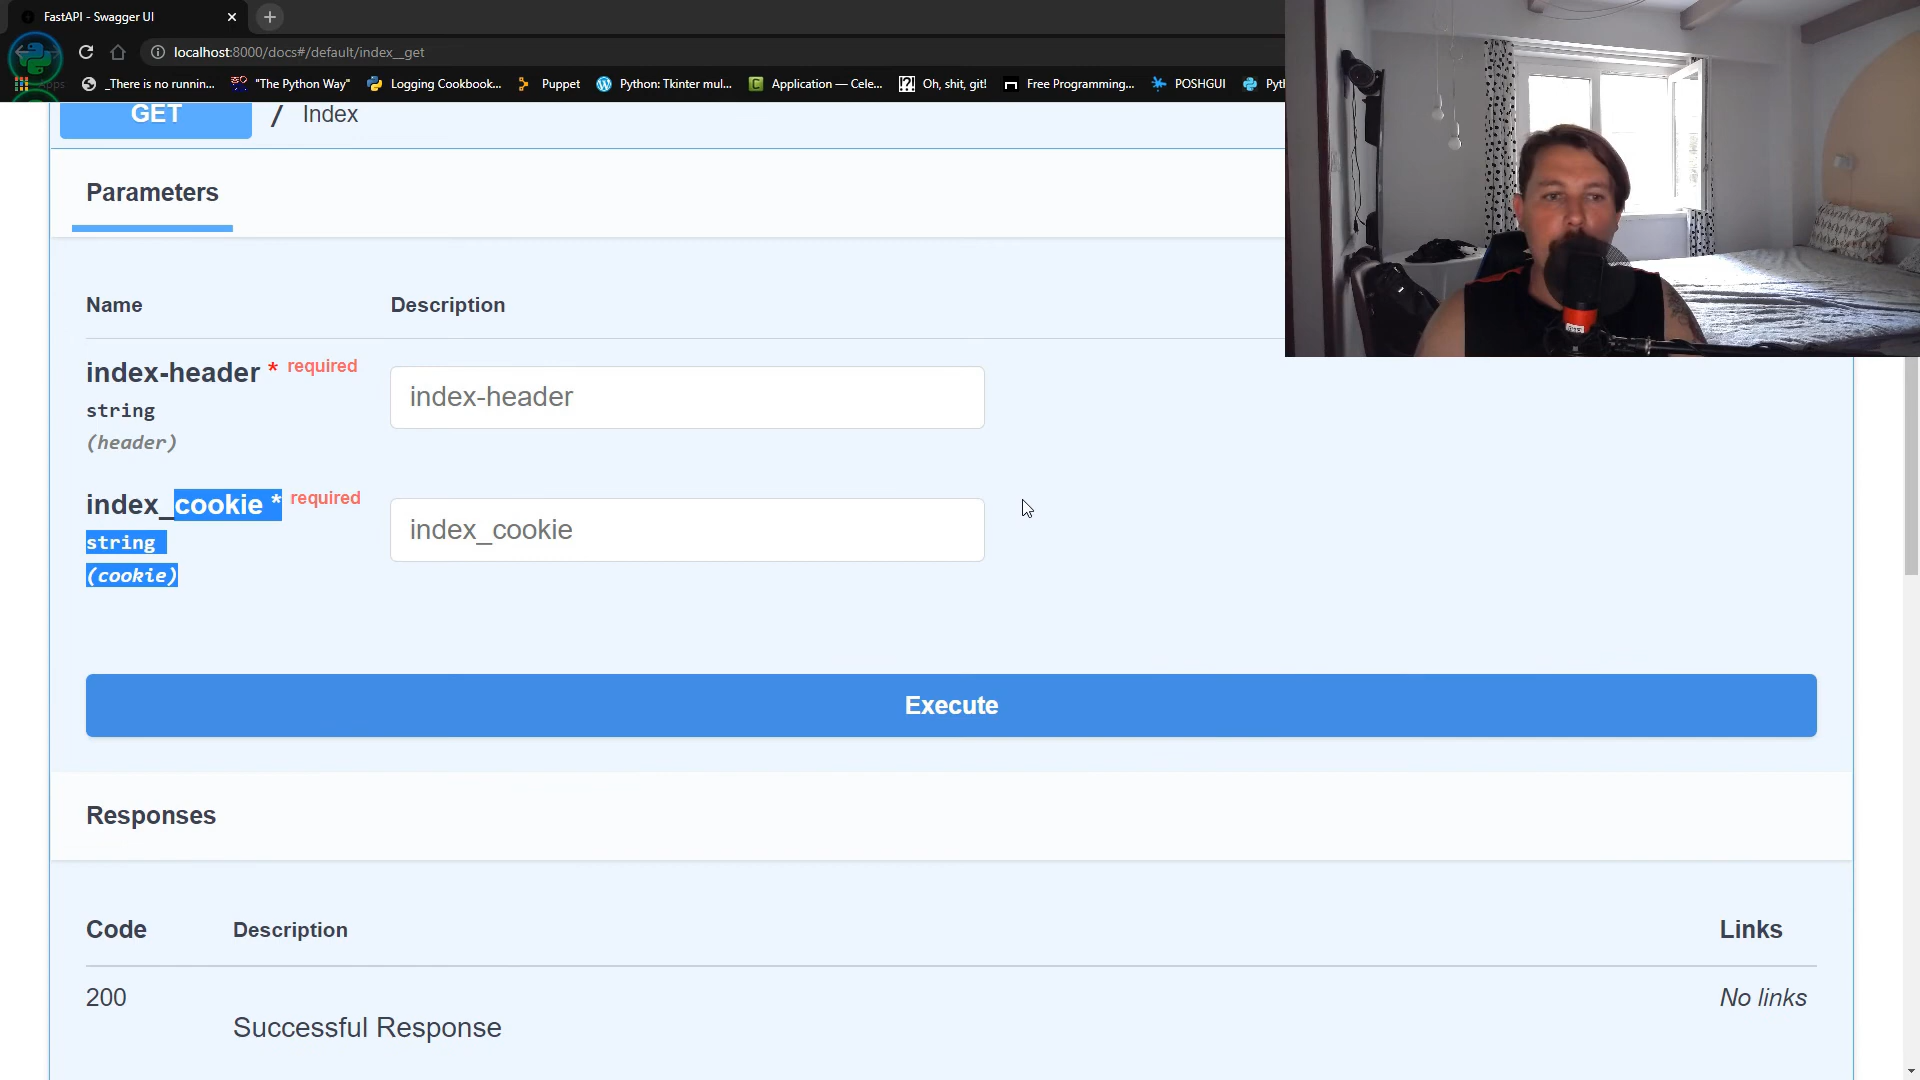 FastAPI - Swagger UI
localhost:8000/docs#/default/index__get
Apps _There is no runnin... "The Python Way" Logging Cookbook... Puppet Python: Tkinter mul... Application — Cele... Oh, shit, git! Free Programming... POSHGUI Pyth
GET / Index
Parameters
Name Description
index-header * required
index-header
string
(header)
index_cookie * required
index_cookie
string
(cookie)
Execute
Responses
Code Description Links
200 No links
Successful Response